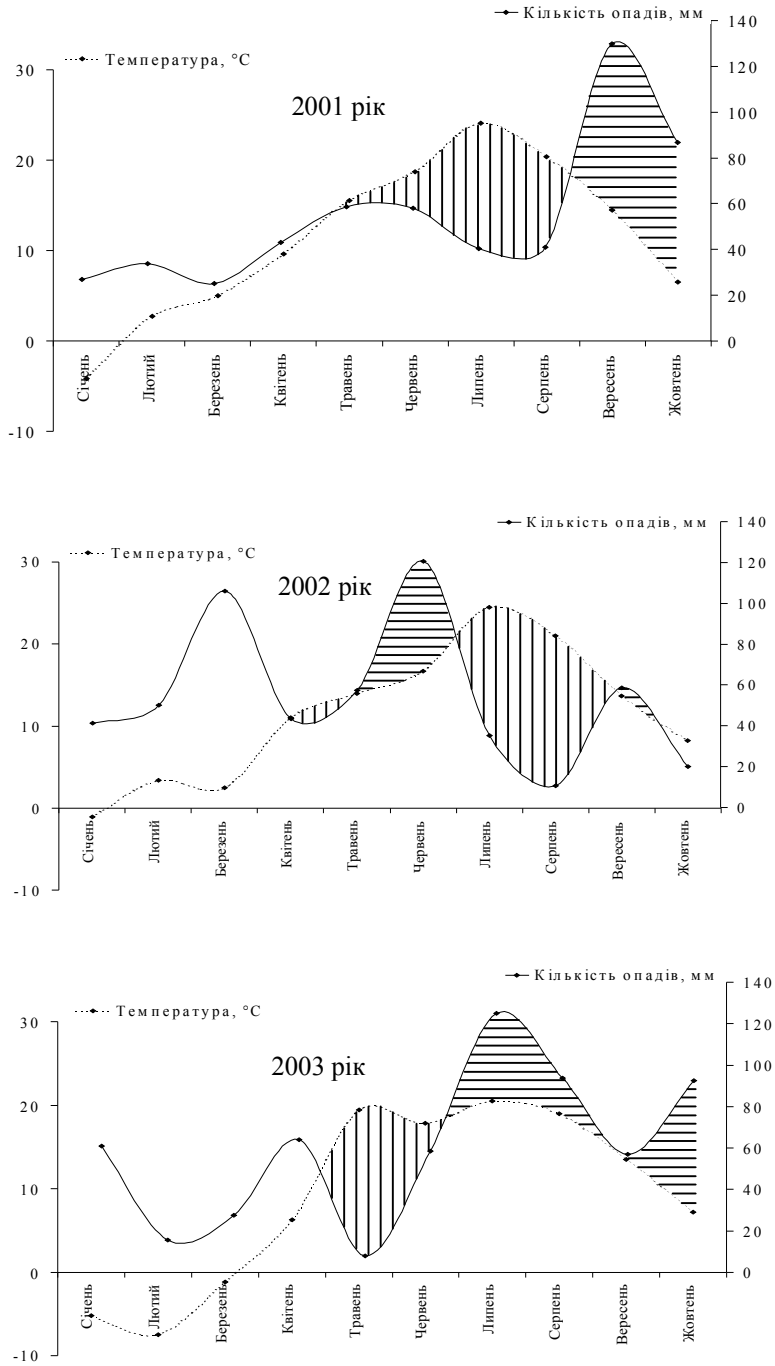 Кількість опадів, мм
140
Температура, °C
30
120
2001 рік
100
20
80
60
10
40
20
0
0
Січень
Лютий
Березень
Квітень
Травень
Червень
Липень
Серпень
Вересень
Жовтень
-10
Кількість опадів, мм
140
Температура, °C
30
120
2002 рік
100
20
80
60
10
40
20
0
0
Січень
Лютий
Березень
Квітень
Травень
Червень
Липень
Серпень
Вересень
Жовтень
-10
Кількість опадів, мм
140
Температура, °C
30
120
2003 рік
100
20
80
60
10
40
20
0
0
Січень
Лютий
Березень
Квітень
Травень
Червень
Липень
Серпень
Вересень
Жовтень
-10